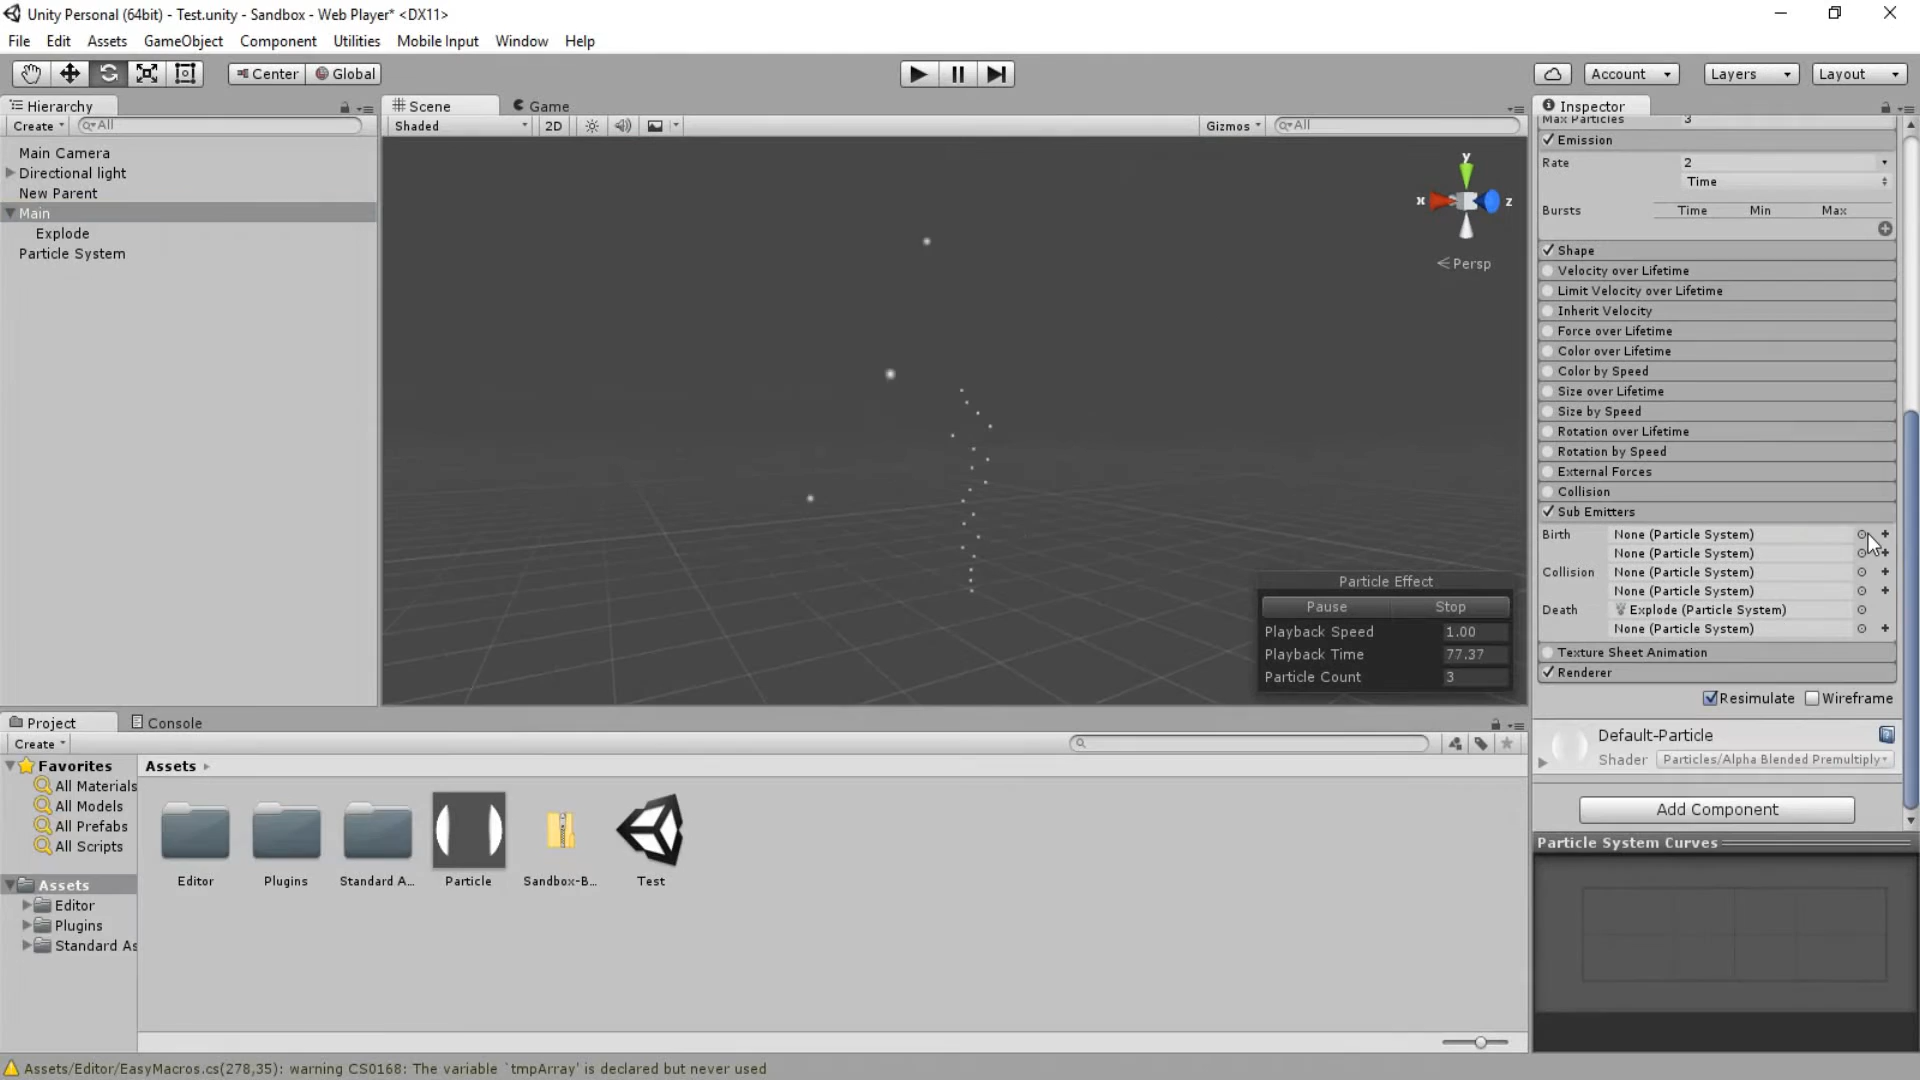 Unity Personal (64bit) - Test.unity - Sandbox - Web Player* <DX11>
File Edit Assets GameObject Component Utilities Mobile Input Window Help
Center Global Account Layers Layout
Hierarchy
Create All
Main Camera
Directional light
New Parent
Main
Explode
Particle System
Scene Game
Shaded 2D Gizmos All
y
x z
Persp
Particle Effect
Pause Stop
Playback Speed 1.00
Playback Time 77.37
Particle Count 3
Inspector
Max Particles 3
Emission
Rate 2
Time
Bursts Time Min Max
Shape
Velocity over Lifetime
Limit Velocity over Lifetime
Inherit Velocity
Force over Lifetime
Color over Lifetime
Color by Speed
Size over Lifetime
Size by Speed
Rotation over Lifetime
Rotation by Speed
External Forces
Collision
Sub Emitters
Birth None (Particle System)
None (Particle System)
Collision None (Particle System)
None (Particle System)
Death Explode (Particle System)
None (Particle System)
Texture Sheet Animation
Renderer
Resimulate Wireframe
Default-Particle
Shader Particles/Alpha Blended Premultiply
Add Component
Particle System Curves
Project Console
Create
Favorites
All Materials
All Models
All Prefabs
All Scripts
Assets
Editor
Plugins
Standard As
Assets
Editor Plugins Standard A... Particle Sandbox-B... Test
Assets/Editor/EasyMacros.cs(278,35): warning CS0168: The variable `tmpArray' is declared but never used